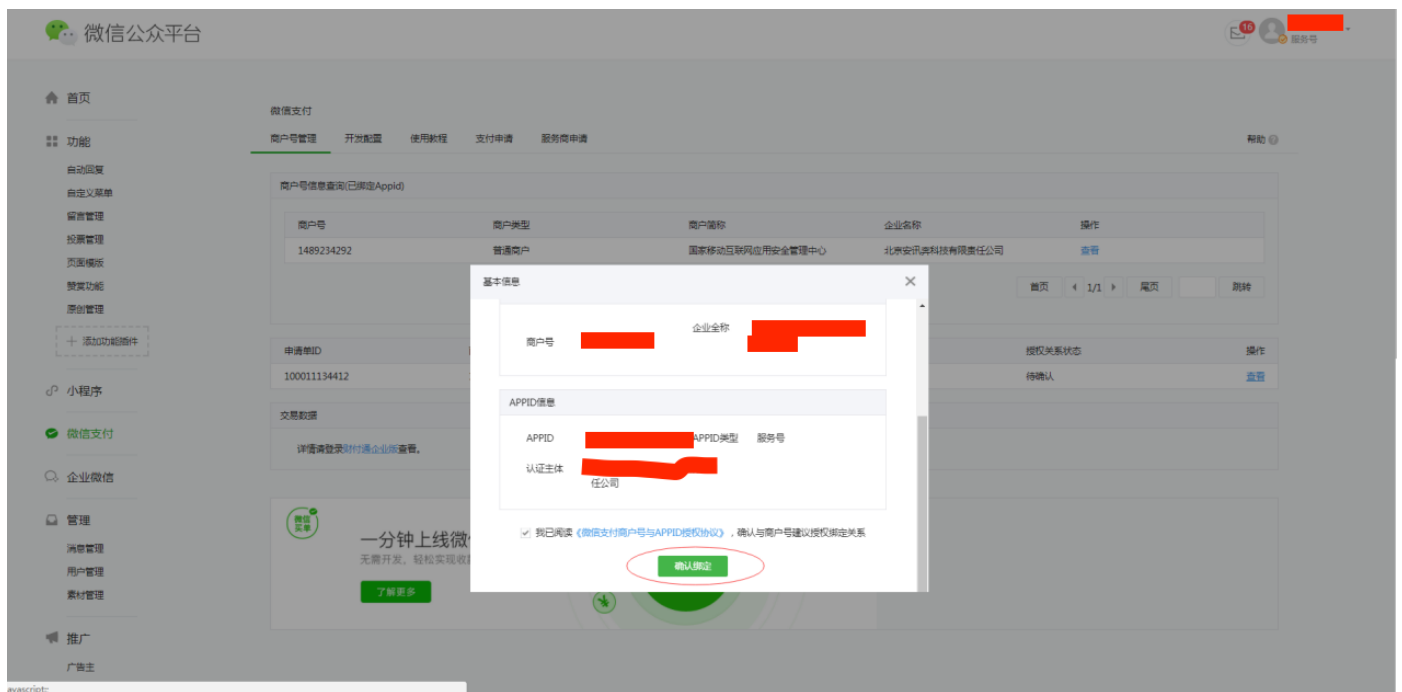 微信公众平台
16
服务号
首页
功能
自动回复
自定义菜单
留言管理
投票管理
页面模版
赞赏功能
原创管理
添加功能插件
小程序
微信支付
企业微信
管理
消息管理
用户管理
素材管理
推广
广告主
微信支付
商户号管理 开发配置 使用教程 支付申请 服务商申请 帮助
商户号信息查询(已绑定Appid)
商户号 商户类型 商户简称 企业名称 操作
1489234292 普通商户 国家移动互联网应用安全管理中心 北京安讯奔科技有限责任公司 查看
首页 1/1 尾页 跳转
申请单ID 授权关系状态 操作
100011134412 待确认 查看
交易数据
详情请登录财付通企业版查看。
微信买单
一分钟上线微
无需开发，轻松实现收
了解更多
基本信息
企业全称
商户号
APPID信息
APPID APPID类型 服务号
认证主体
任公司
我已阅读《微信支付商户号与APPID授权协议》，确认与商户号建议授权绑定关系
确认绑定
avascript: